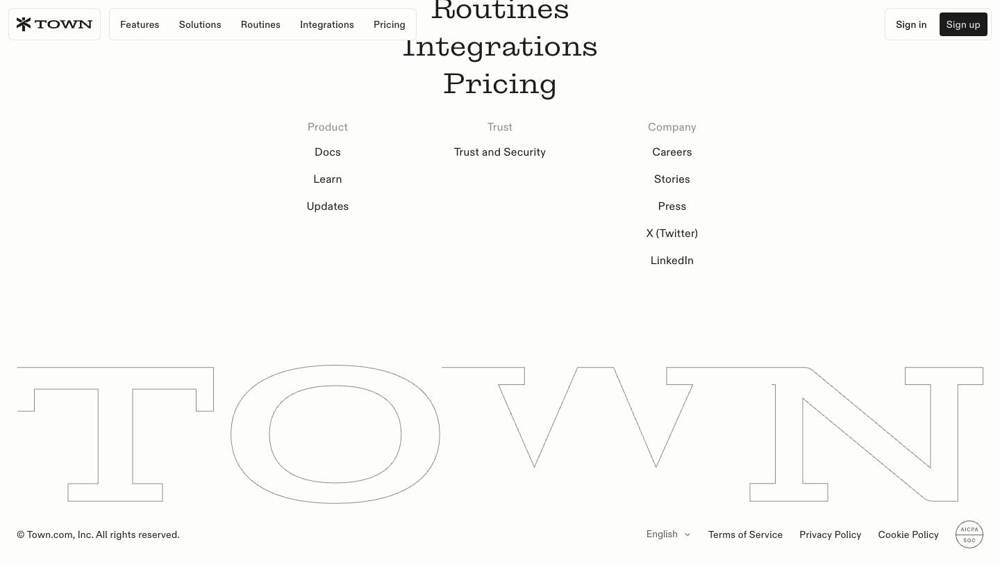 TOWN
Features Solutions Routines Integrations Pricing
Sign in Sign up
Routines
Integrations
Pricing
Product Trust Company
Docs Trust and Security Careers
Learn Stories
Updates Press
X (Twitter)
LinkedIn
TOWN
© Town.com, Inc. All rights reserved.
English Terms of Service Privacy Policy Cookie Policy
AICPA
SOC